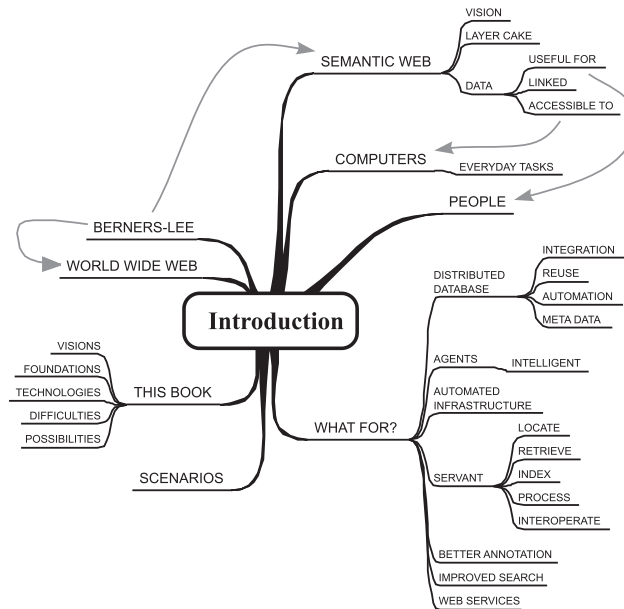 VISION
LAYER CAKE
SEMANTIC WEB
USEFUL FOR
DATA
LINKED
ACCESSIBLE TO
COMPUTERS
EVERYDAY TASKS
PEOPLE
BERNERS-LEE
WORLD WIDE WEB
Introduction
INTEGRATION
DISTRIBUTED
DATABASE
REUSE
AUTOMATION
META DATA
VISIONS
FOUNDATIONS
TECHNOLOGIES
THIS BOOK
DIFFICULTIES
POSSIBILITIES
AGENTS
INTELLIGENT
AUTOMATED
INFRASTRUCTURE
WHAT FOR?
LOCATE
RETRIEVE
SERVANT
INDEX
PROCESS
INTEROPERATE
SCENARIOS
BETTER ANNOTATION
IMPROVED SEARCH
WEB SERVICES